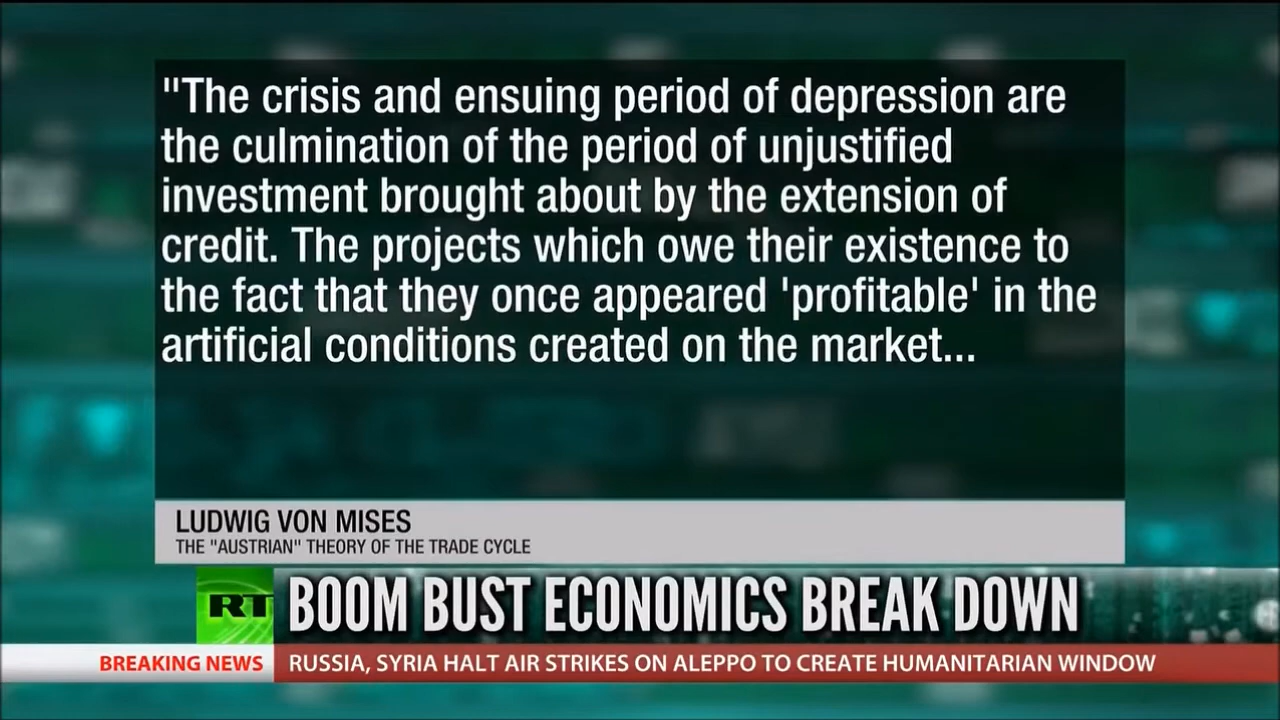 "The crisis and ensuing period of depression are
the culmination of the period of unjustified
investment brought about by the extension of
credit. The projects which owe their existence to
the fact that they once appeared 'profitable' in the
artificial conditions created on the market...
LUDWIG VON MISES
THE "AUSTRIAN" THEORY OF THE TRADE CYCLE
RT BOOM BUST ECONOMICS BREAK DOWN
BREAKING NEWS RUSSIA, SYRIA HALT AIR STRIKES ON ALEPPO TO CREATE HUMANITARIAN WINDOW